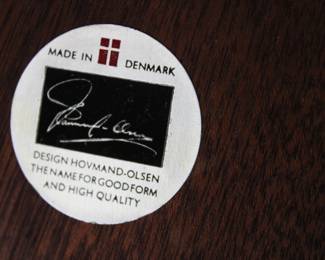 MADE IN DENMARK
DESIGN HOVMAND-OLSEN
THE NAME FOR GOOD FORM
AND HIGH QUALITY